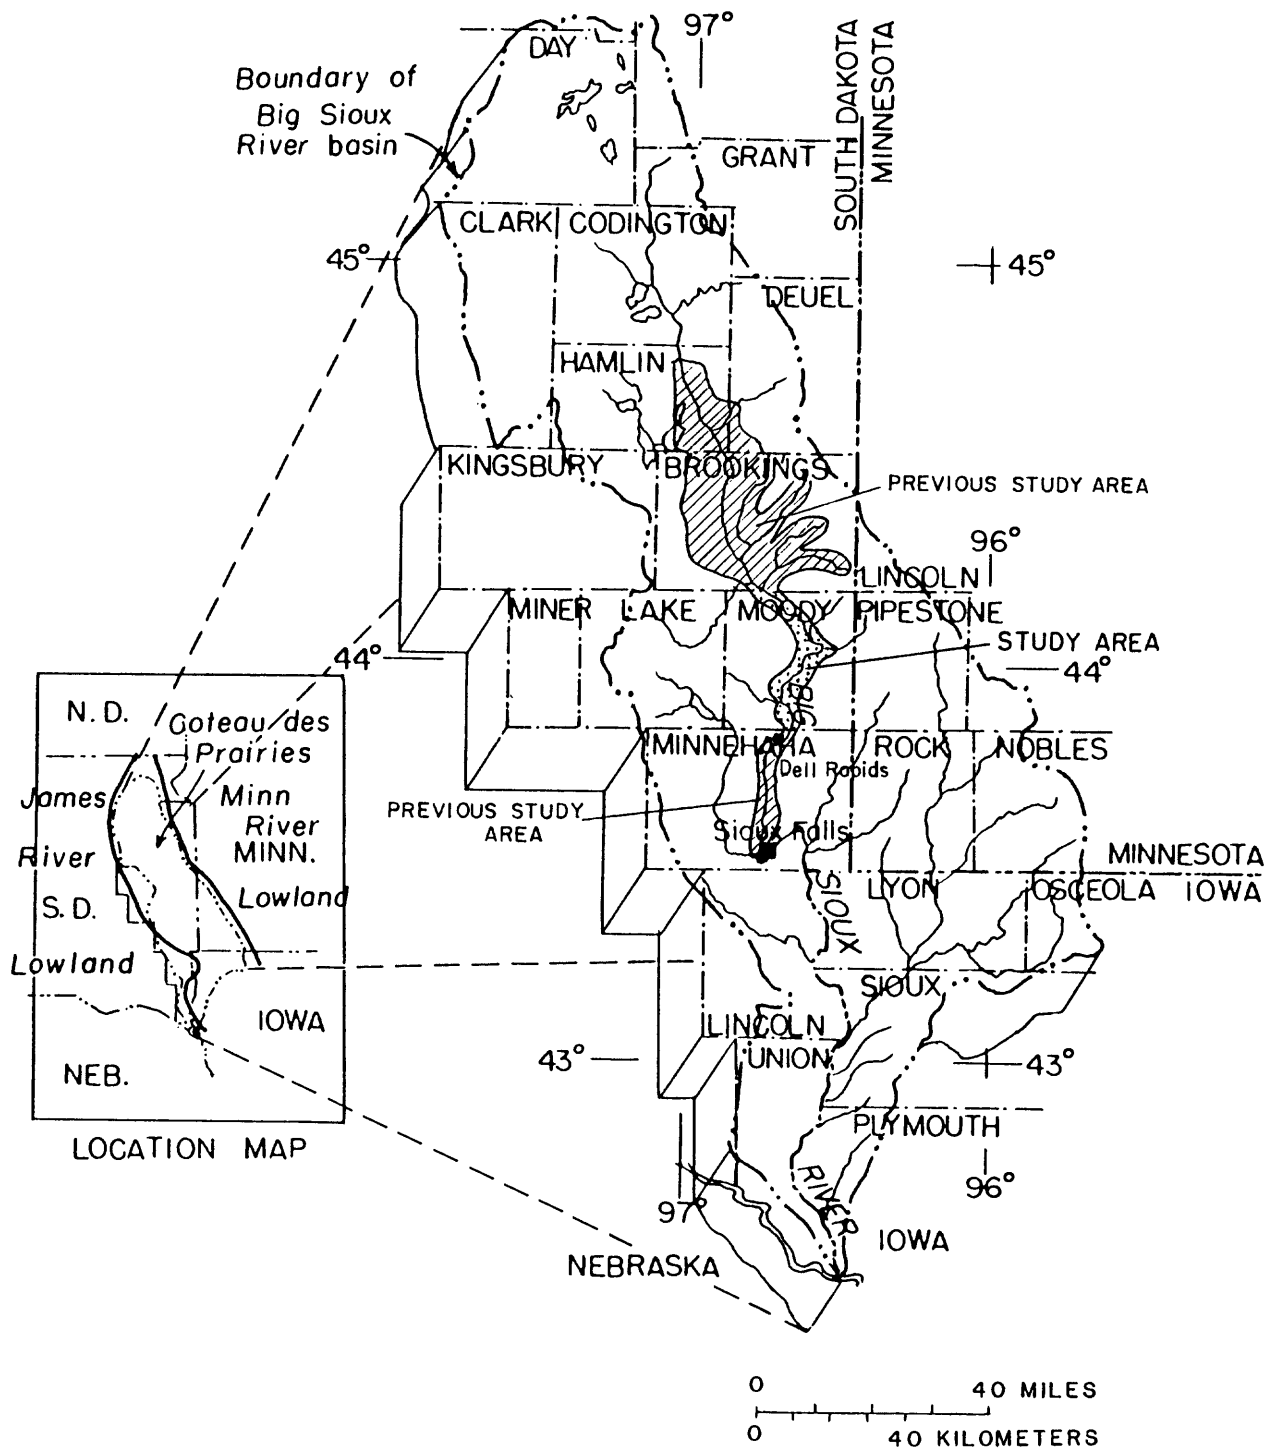 97°
DAY
SOUTH DAKOTA
MINNESOTA
Boundary of
Big Sioux
River basin
GRANT
CLARK
CODINGTON
45°
45°
DEUEL
HAMLIN
KINGSBURY
BROOKINGS
PREVIOUS STUDY AREA
96°
LINCOLN
MINER
LAKE
MOODY
PIPESTONE
STUDY AREA
44°
44°
BIG
N. D.
Coteau des
Prairies
MINNEHAHA
ROCK
NOBLES
Dell Rapids
James
Minn
River
MINN.
PREVIOUS STUDY
AREA
Sioux Falls
River
MINNESOTA
Lowland
SIOUX
LYON
OSCEOLA
IOWA
S. D.
Lowland
SIOUX
IOWA
LINCOLN
UNION
43°
43°
NEB.
PLYMOUTH
LOCATION MAP
RIVER
96°
97°
IOWA
NEBRASKA
0 40 MILES
0 40 KILOMETERS